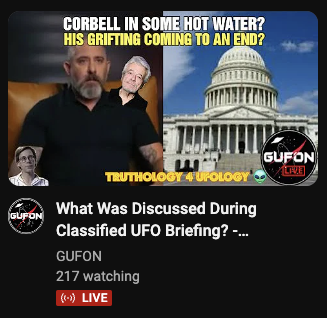 CORBELL IN SOME HOT WATER?
HIS GRIFTING COMING TO AN END?
TRUTHOLOGY 4 UFOLOGY
GUFON
LIVE
GUFON
What Was Discussed During
Classified UFO Briefing? -...
GUFON
217 watching
LIVE